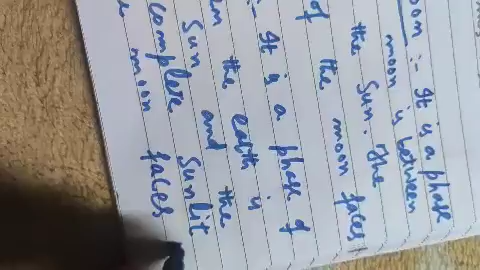 oon :- It is a phase
moon is between
the Sun. The
of the moon faces
:- It is a phase of
the earth is
Sun and the
complete Sunlit
moon faces